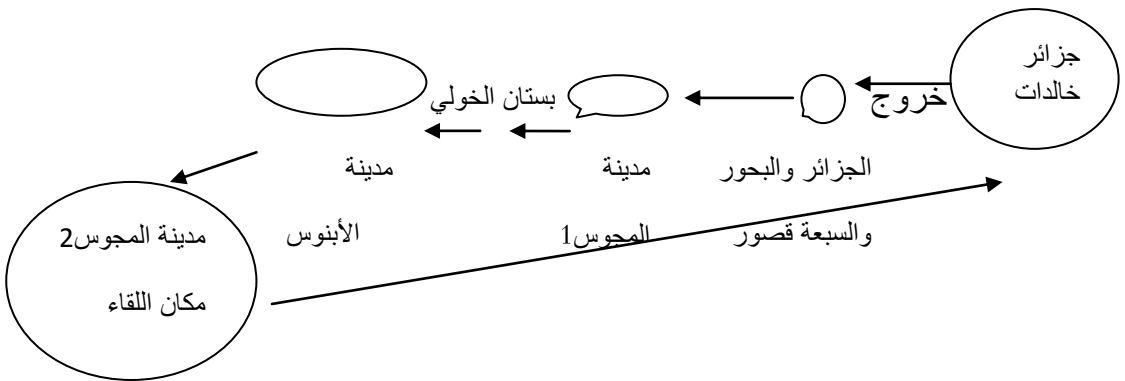 جزائر
خالدات
خروج
بستان الخولي
الجزائر والبحور
والسبعة قصور
مدينة
المجوس1
مدينة
الأبنوس
مدينة المجوس2
مكان اللقاء